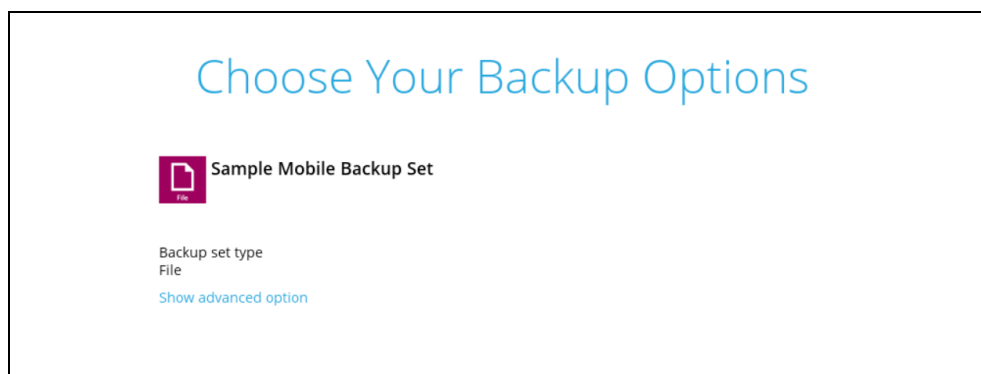 Choose Your Backup Options
Sample Mobile Backup Set
File
Backup set type
File
Show advanced option